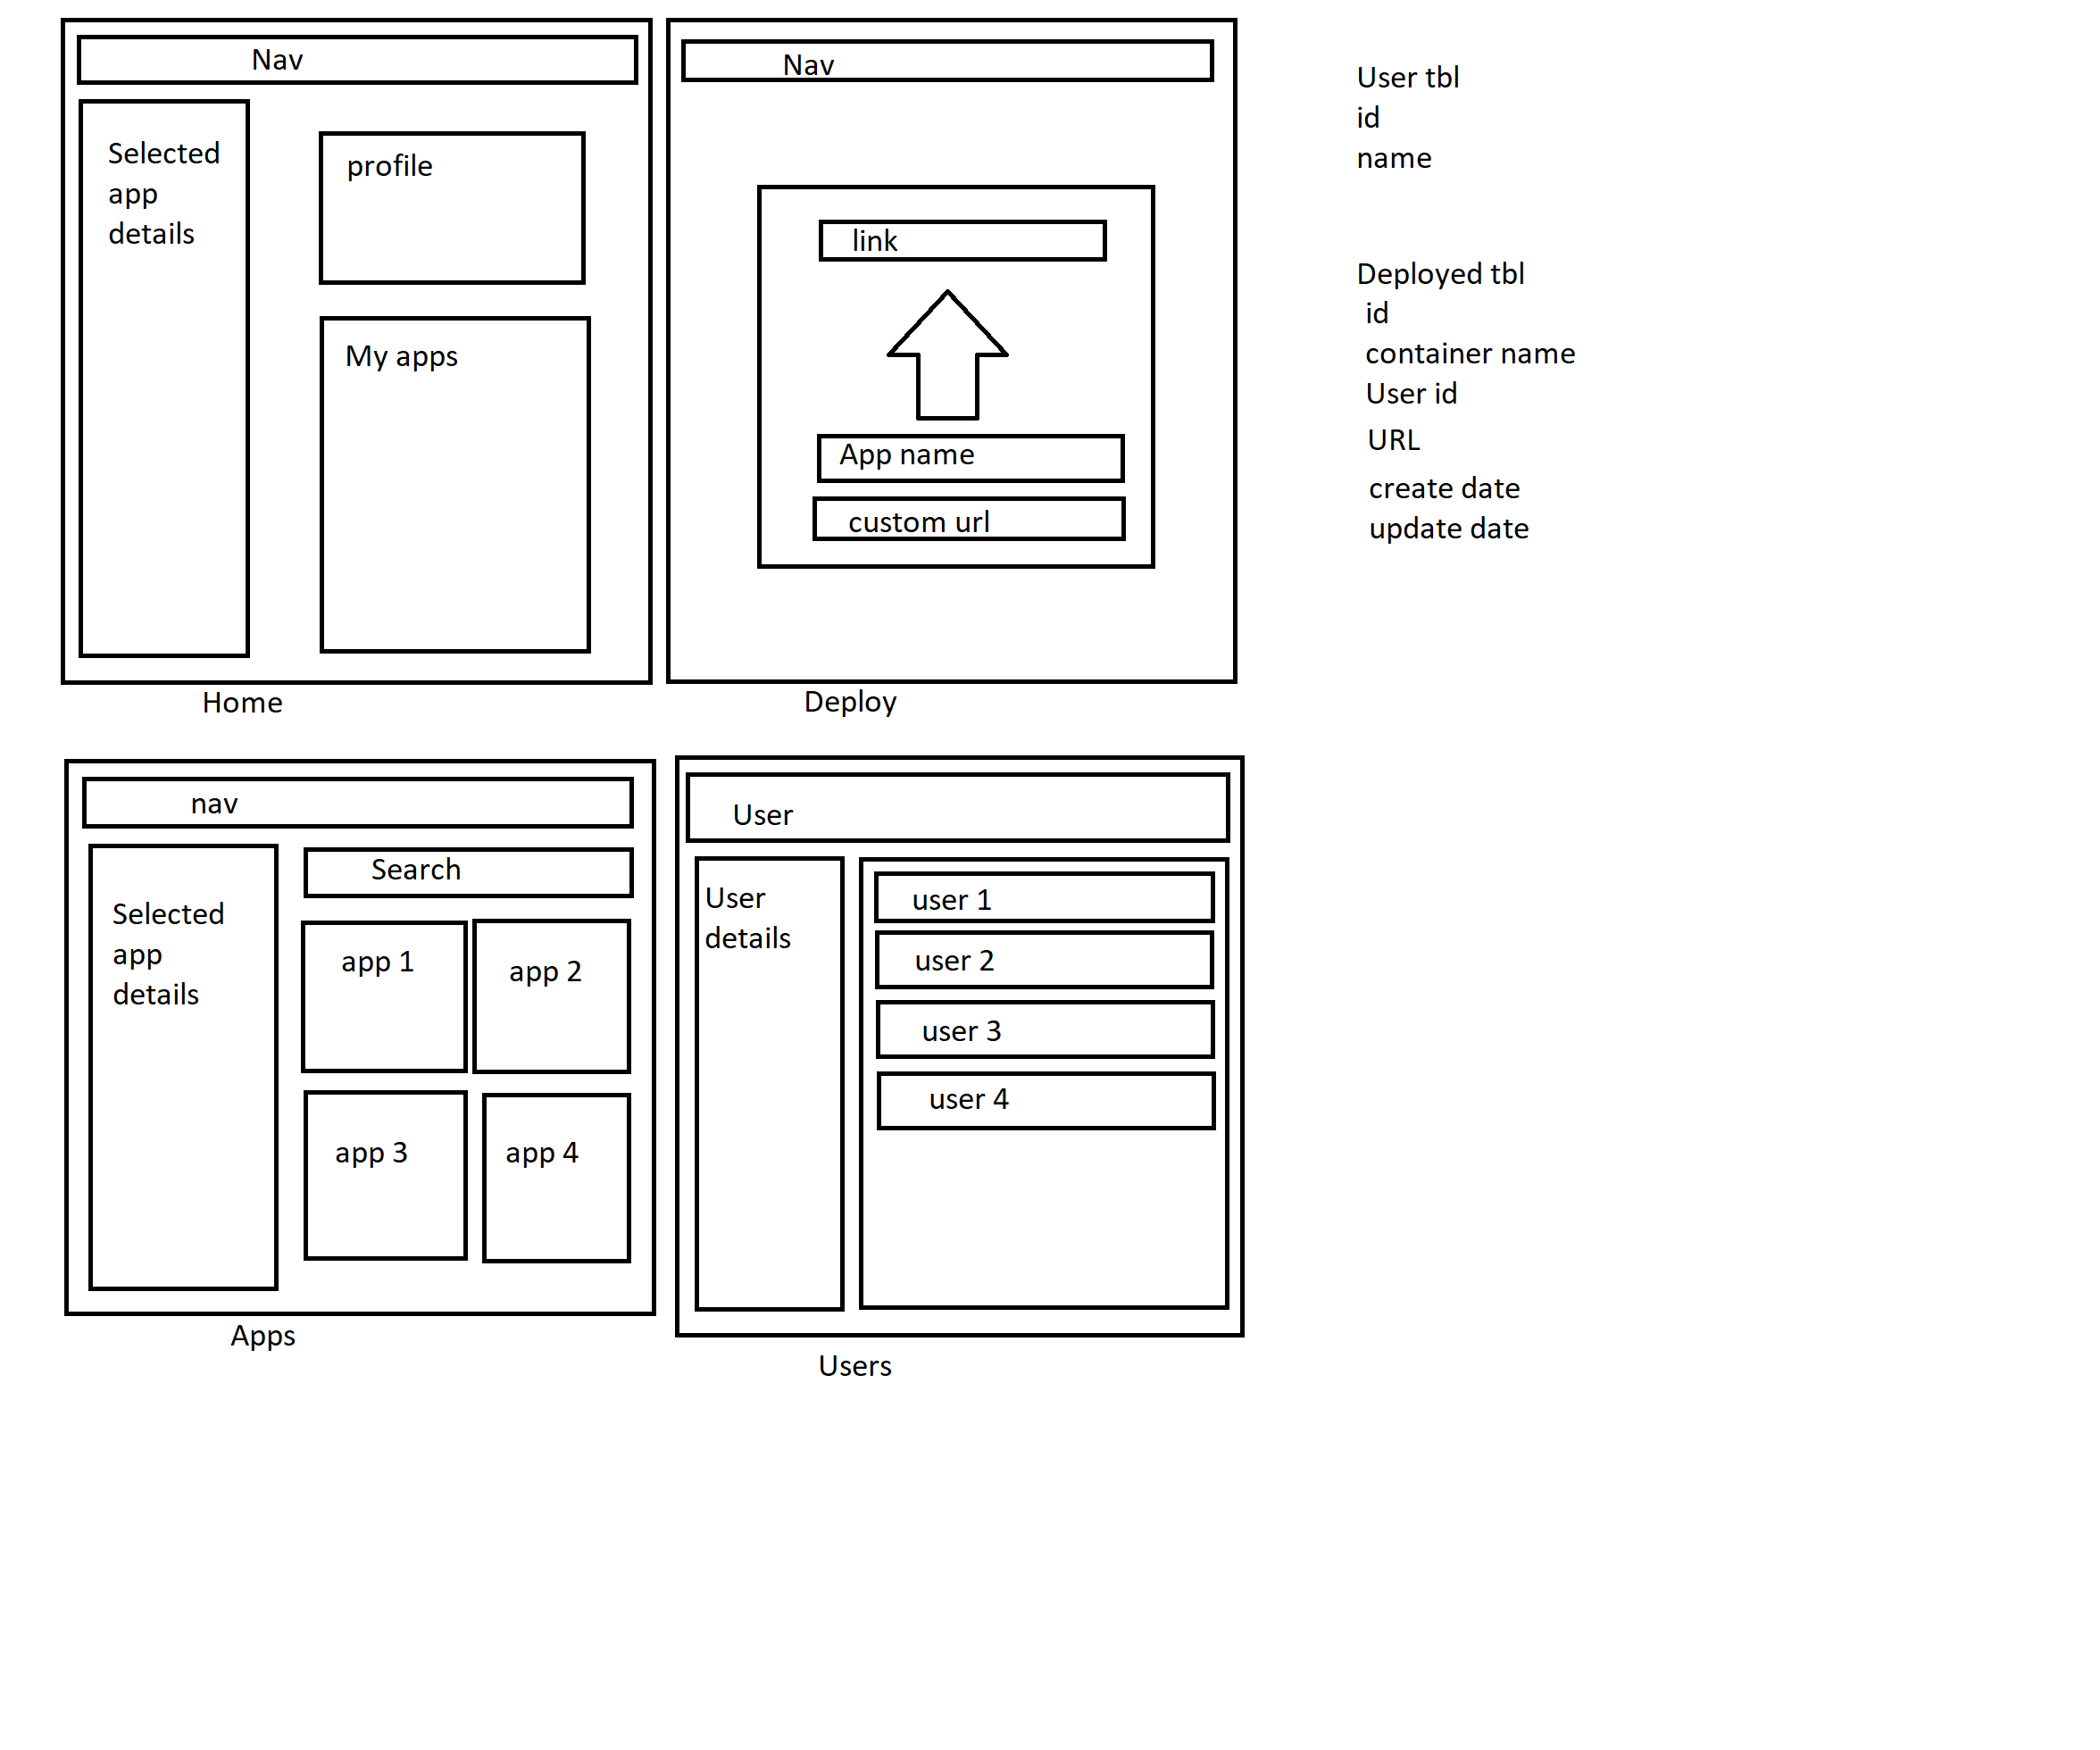 Nav
Selected
app
details
profile
My apps
Home
Nav
link
App name
custom url
Deploy
User tbl
id
name
Deployed tbl
id
container name
User id
URL
create date
update date
nav
Selected
app
details
Search
app 1
app 2
app 3
app 4
Apps
User
User
details
user 1
user 2
user 3
user 4
Users